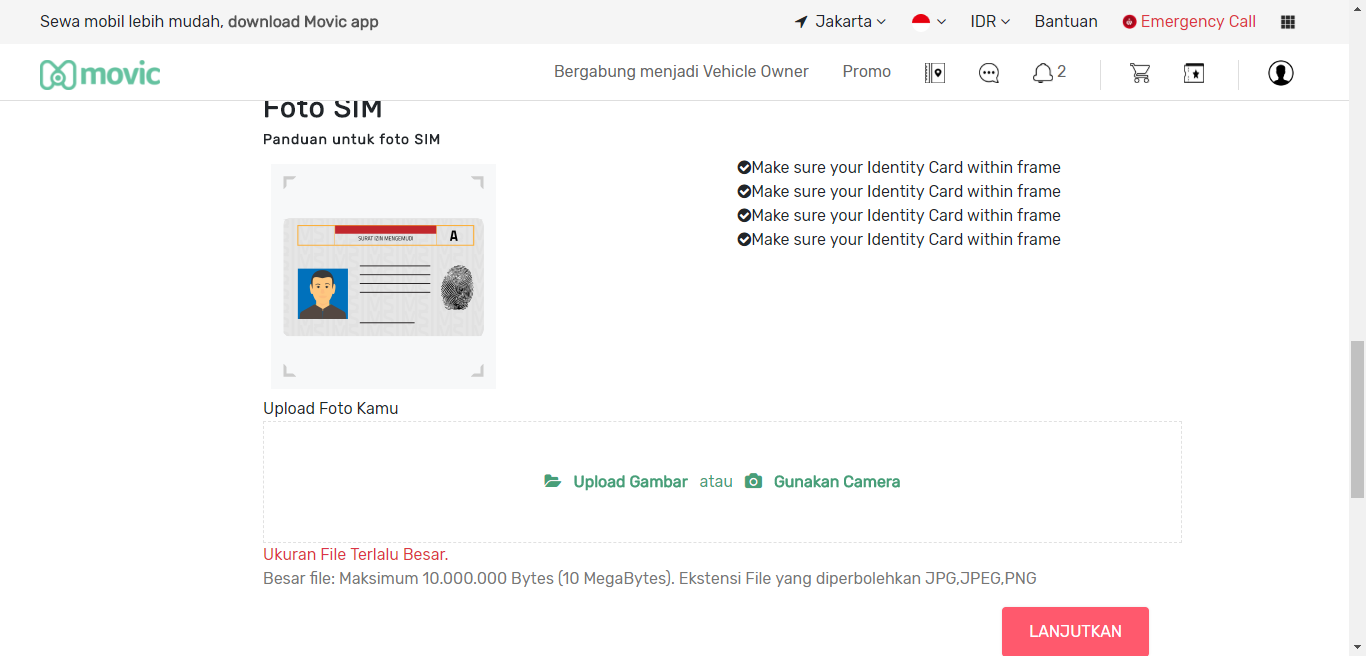 Sewa mobil lebih mudah, download Movic app
Jakarta
IDR
Bantuan
Emergency Call
movic
Bergabung menjadi Vehicle Owner
Promo
2
Foto SIM
Panduan untuk foto SIM
SURAT IZIN MENGEMUDI
A
Make sure your Identity Card within frame
Make sure your Identity Card within frame
Make sure your Identity Card within frame
Make sure your Identity Card within frame
Upload Foto Kamu
Upload Gambar atau Gunakan Camera
Ukuran File Terlalu Besar.
Besar file: Maksimum 10.000.000 Bytes (10 MegaBytes). Ekstensi File yang diperbolehkan JPG,JPEG,PNG
LANJUTKAN